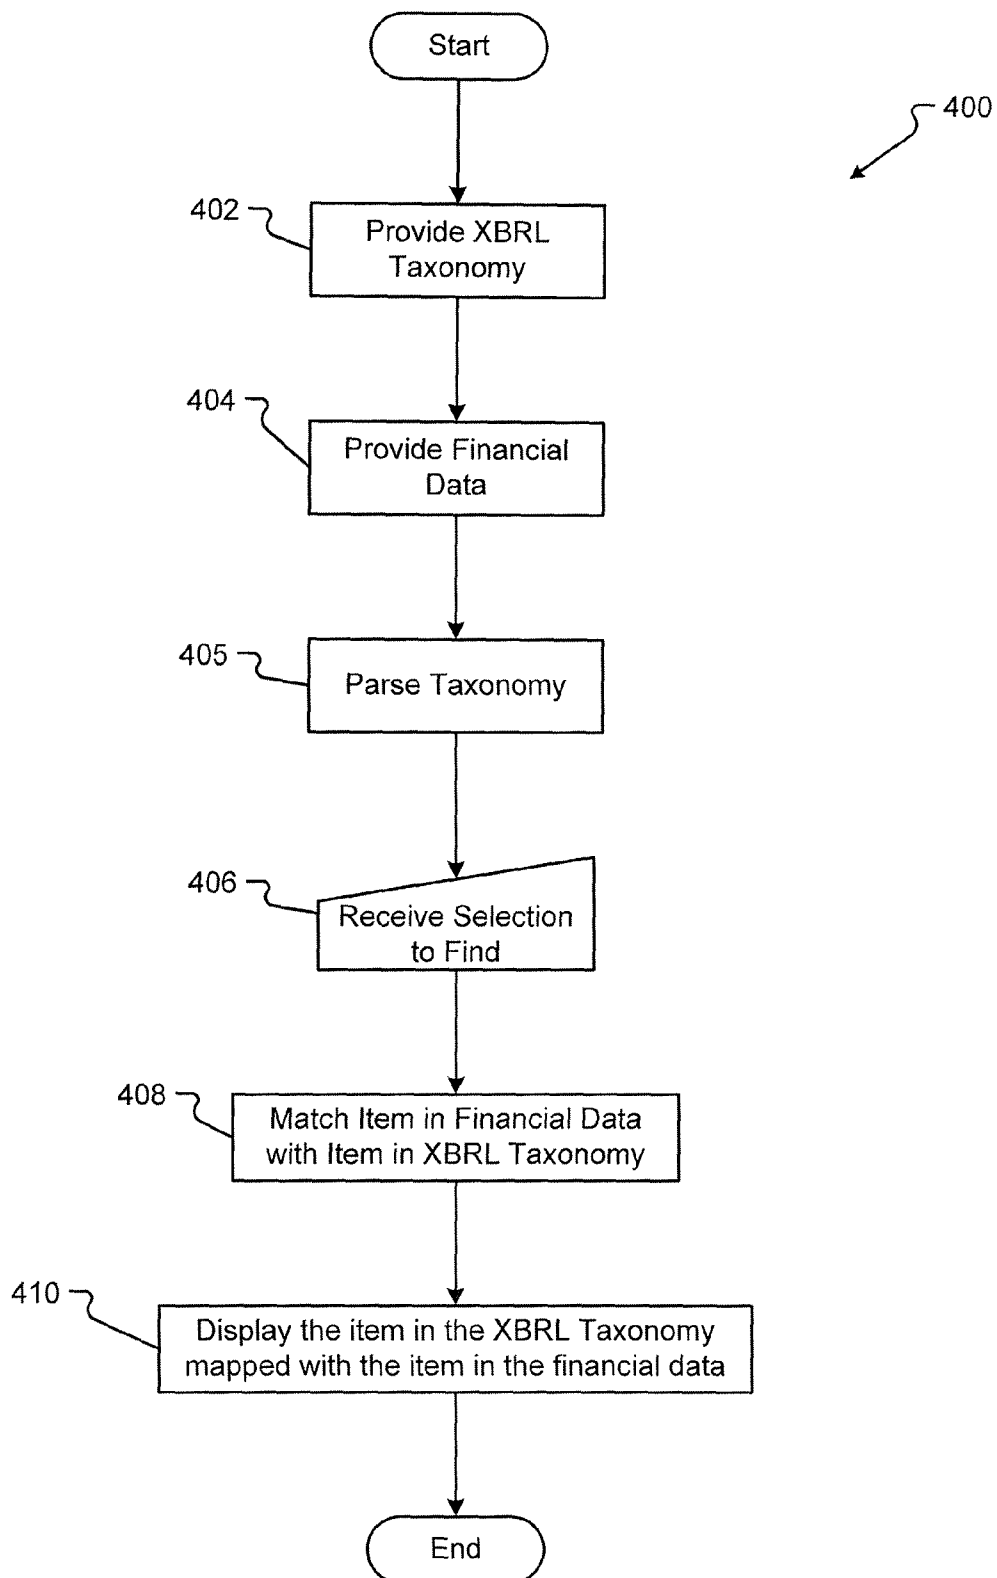 Start
400
402
Provide XBRL
Taxonomy
404
Provide Financial
Data
405
Parse Taxonomy
406
Receive Selection
to Find
408
Match Item in Financial Data
with Item in XBRL Taxonomy
410
Display the item in the XBRL Taxonomy
mapped with the item in the financial data
End